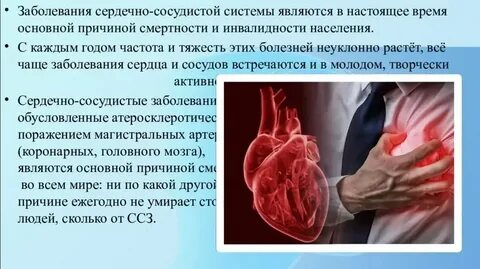 • Заболевания сердечно-сосудистой системы являются в настоящее время
основной причиной смертности и инвалидности населения.
• С каждым годом частота и тяжесть этих болезней неуклонно растёт, всё
чаще заболевания сердца и сосудов встречаются и в молодом, творчески
активно
• Сердечно-сосудистые заболевани
обусловленные атеросклеротичес
поражением магистральных артер
(коронарных, головного мозга),
являются основной причиной сме
во всем мире: ни по какой другой
причине ежегодно не умирает сто
людей, сколько от ССЗ.